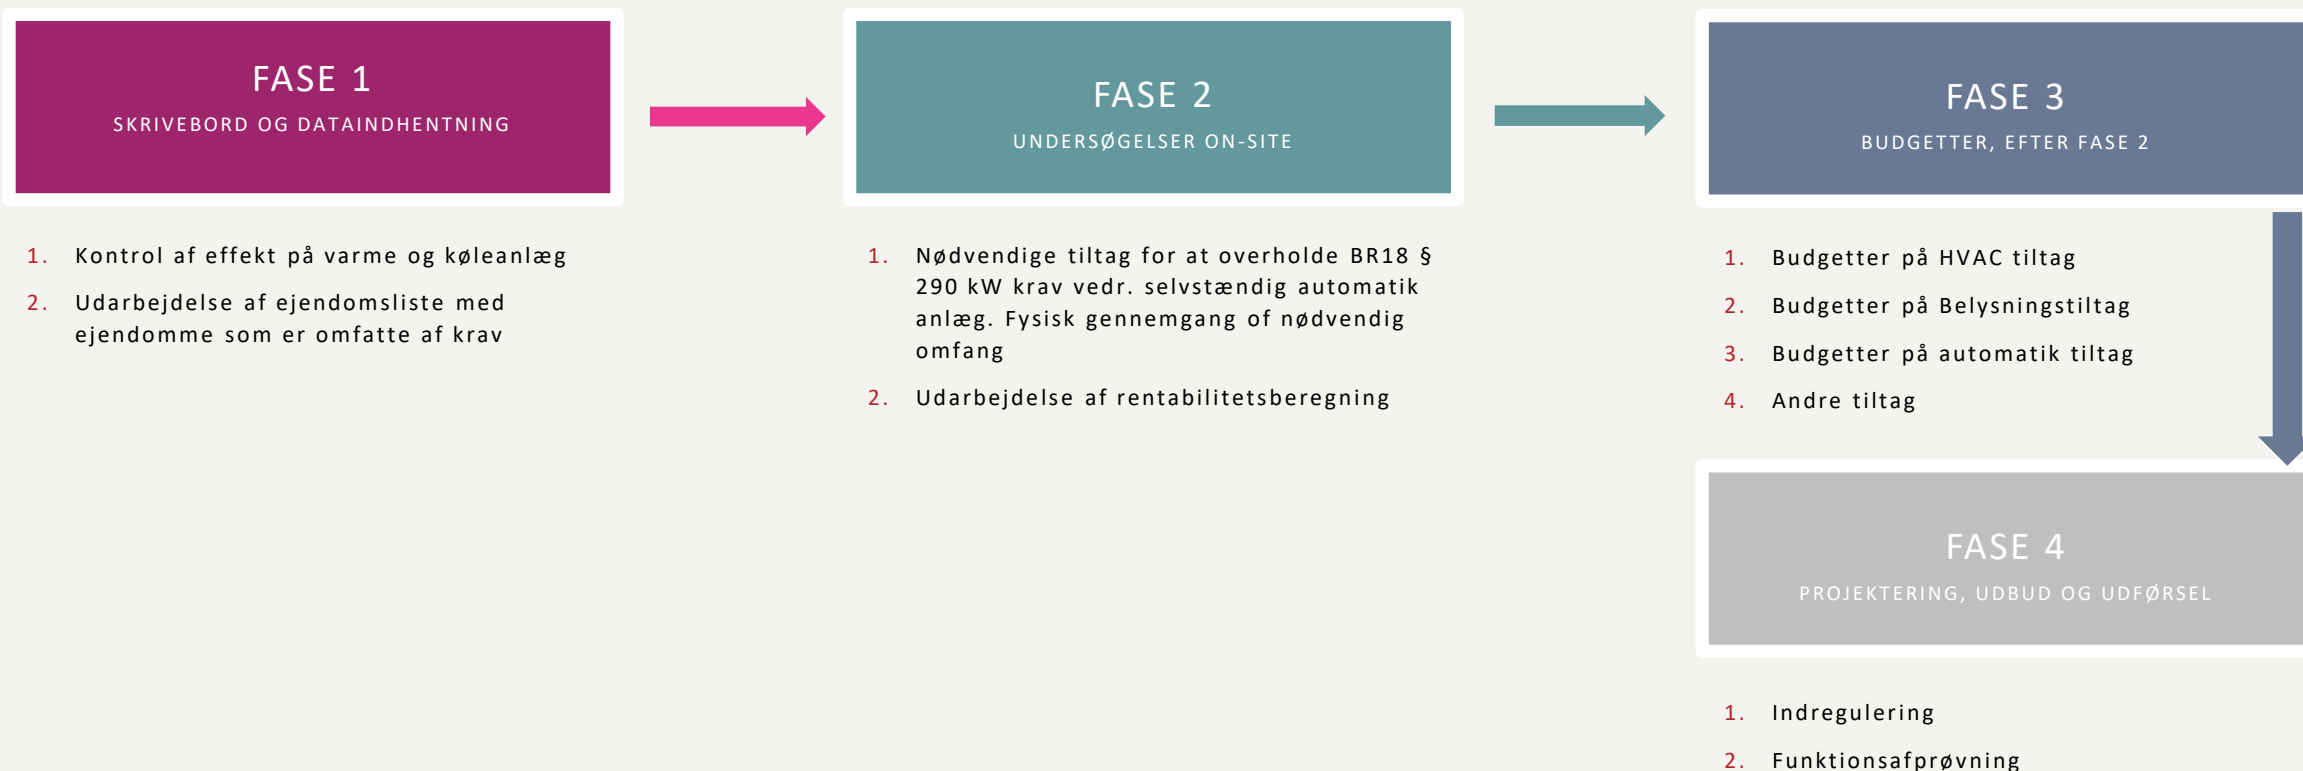 FASE 1
SKRIVEBORD OG DATAINDHENTNING
1. Kontrol af effekt på varme og køleanlæg
2. Udarbejdelse af ejendomsliste med
ejendomme som er omfatte af krav
FASE 2
UNDERSØGELSER ON-SITE
1. Nødvendige tiltag for at overholde BR18 §
290 kW krav vedr. selvstændig automatik
anlæg. Fysisk gennemgang of nødvendig
omfang
2. Udarbejdelse af rentabilitetsberegning
FASE 3
BUDGETTER, EFTER FASE 2
1. Budgetter på HVAC tiltag
2. Budgetter på Belysningstiltag
3. Budgetter på automatik tiltag
4. Andre tiltag
FASE 4
PROJEKTERING, UDBUD OG UDFØRSEL
1. Indregulering
2. Funktionsafprøvning